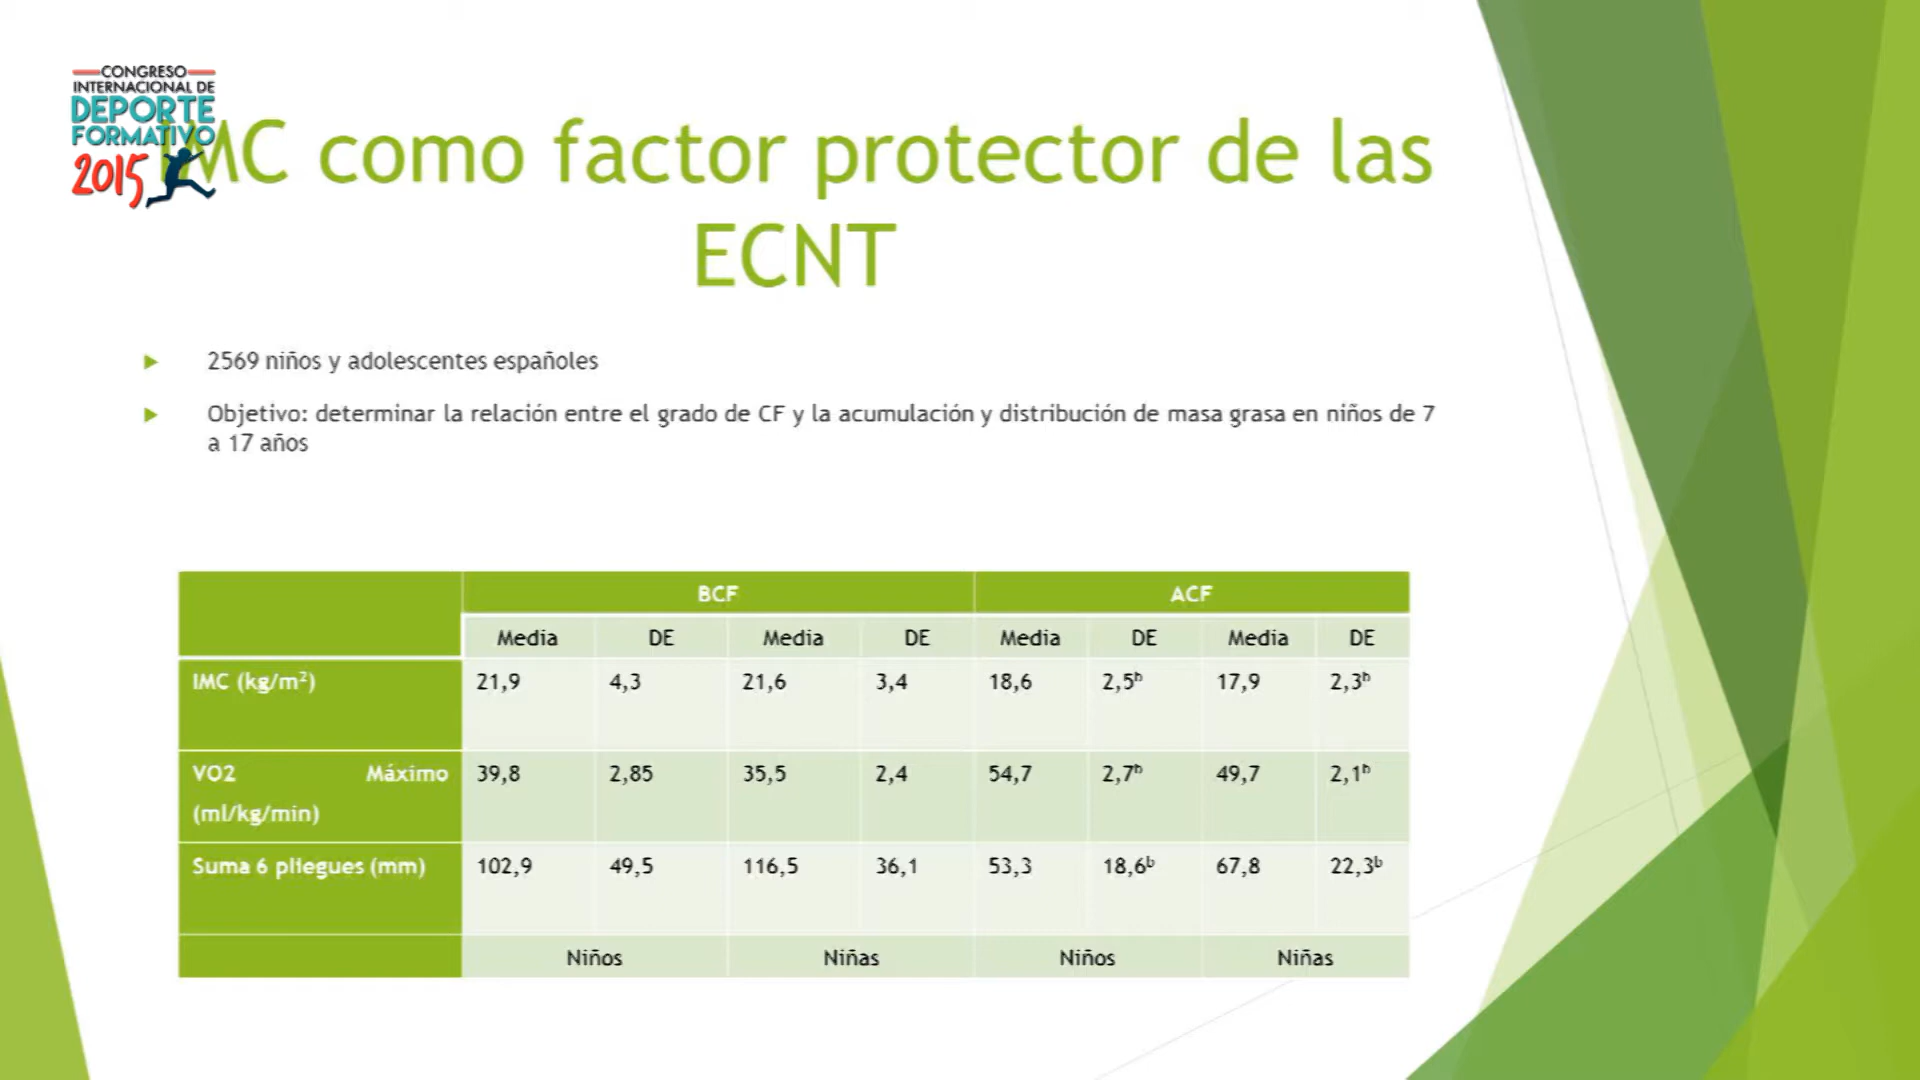 CONGRESO
INTERNACIONAL DE
DEPORTE
FORMATIVO
2015
IMC como factor protector de las
ECNT
2569 niños y adolescentes españoles
Objetivo: determinar la relación entre el grado de CF y la acumulación y distribución de masa grasa en niños de 7
a 17 años
BCF ACF
Media DE Media DE Media DE Media DE
IMC (kg/m²) 21,9 4,3 21,6 3,4 18,6 2,5ᵇ 17,9 2,3ᵇ
VO2 Máximo 39,8 2,85 35,5 2,4 54,7 2,7ᵇ 49,7 2,1ᵇ
(ml/kg/min)
Suma 6 pliegues (mm) 102,9 49,5 116,5 36,1 53,3 18,6ᵇ 67,8 22,3ᵇ
Niños Niñas Niños Niñas